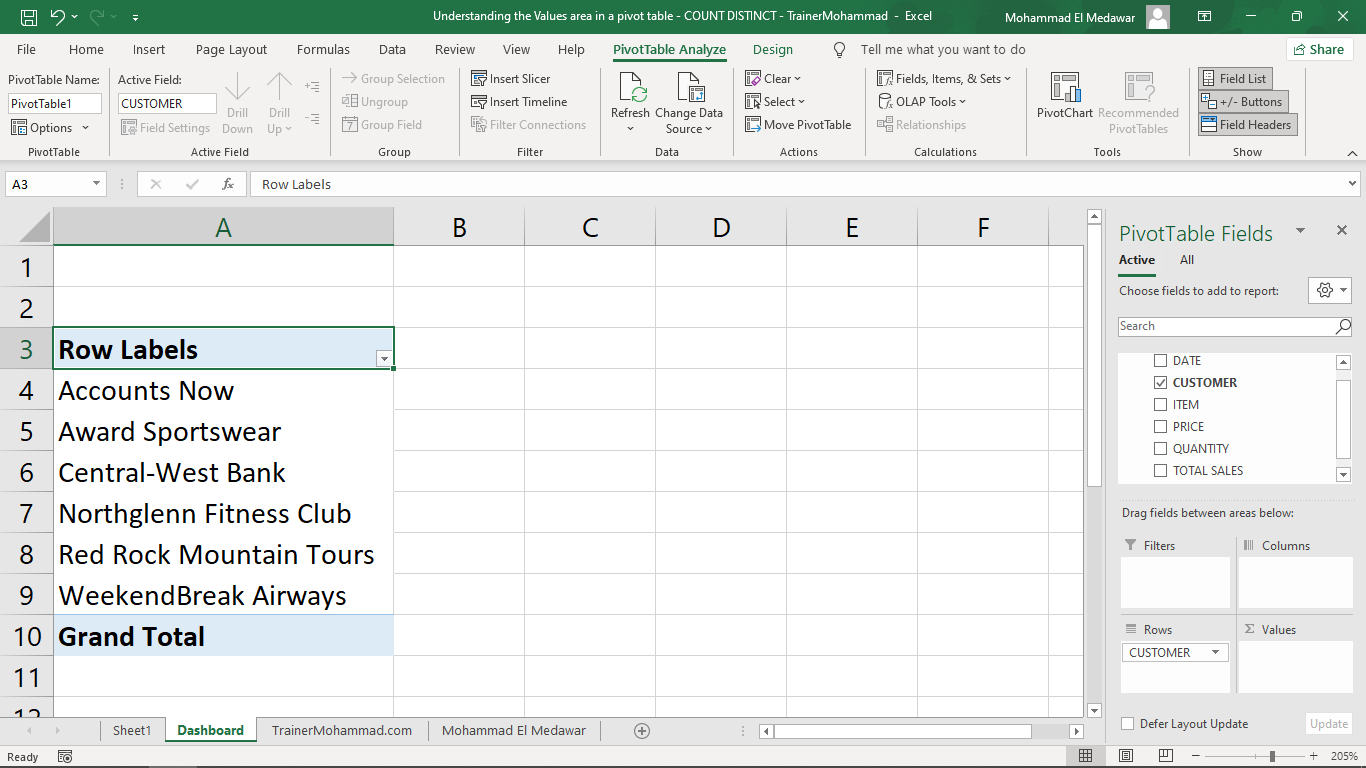 Understanding the Values area in a pivot table - COUNT DISTINCT - TrainerMohammad - Excel
Mohammad El Medawar
File Home Insert Page Layout Formulas Data Review View Help PivotTable Analyze Design Tell me what you want to do Share
PivotTable Name:
PivotTable1
Options
PivotTable
Active Field:
CUSTOMER
Field Settings
Drill Down
Drill Up
Active Field
Group Selection
Ungroup
Group Field
Group
Insert Slicer
Insert Timeline
Filter Connections
Filter
Refresh
Change Data Source
Data
Clear
Select
Move PivotTable
Actions
Fields, Items, & Sets
OLAP Tools
Relationships
Calculations
PivotChart
Recommended PivotTables
Tools
Field List
+/- Buttons
Field Headers
Show
A3 fx Row Labels
A B C D E F
1
2
3 Row Labels
4 Accounts Now
5 Award Sportswear
6 Central-West Bank
7 Northglenn Fitness Club
8 Red Rock Mountain Tours
9 WeekendBreak Airways
10 Grand Total
11
12
PivotTable Fields
Active All
Choose fields to add to report:
Search
DATE
CUSTOMER
ITEM
PRICE
QUANTITY
TOTAL SALES
Drag fields between areas below:
Filters
Columns
Rows
CUSTOMER
Σ Values
Defer Layout Update
Update
Sheet1 Dashboard TrainerMohammad.com Mohammad El Medawar
Ready
205%